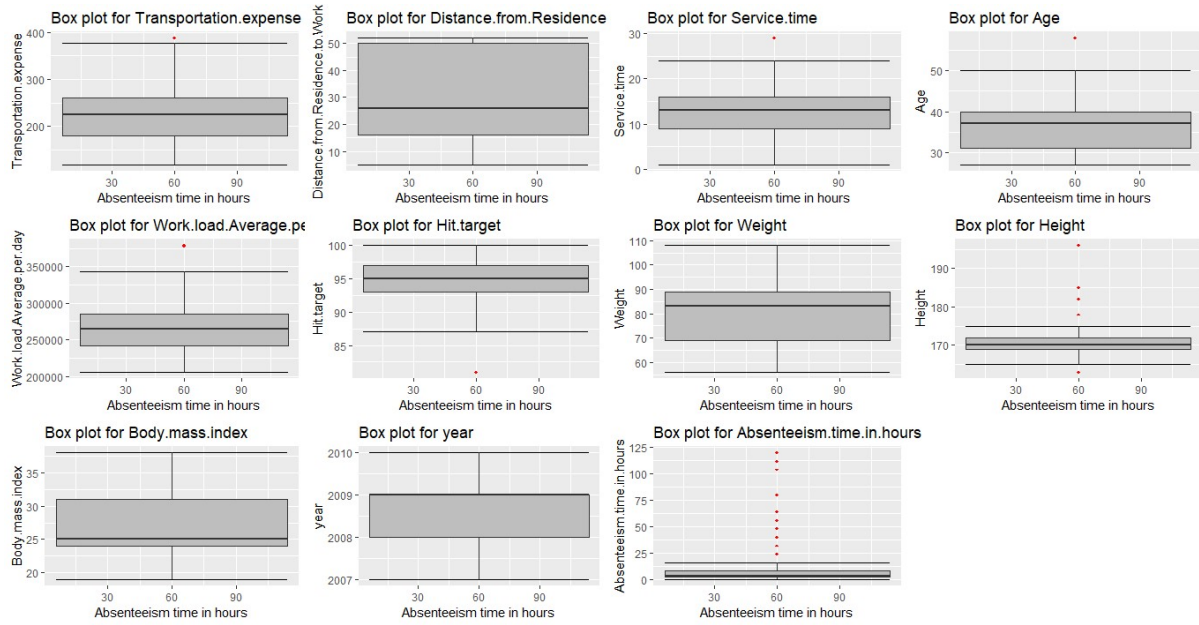 Box plot for Transportation.expense
Transportation.expense
400
300
200
30 60 90
Absenteeism time in hours
Box plot for Distance.from.Residence
Distance.from.Residence.to.Work
50
40
30
20
10
30 60 90
Absenteeism time in hours
Box plot for Service.time
Service.time
30
20
10
0
30 60 90
Absenteeism time in hours
Box plot for Age
Age
50
40
30
30 60 90
Absenteeism time in hours
Box plot for Work.load.Average.pe
Work.load.Average.per.day
350000
300000
250000
200000
30 60 90
Absenteeism time in hours
Box plot for Hit.target
Hit.target
100
95
90
85
30 60 90
Absenteeism time in hours
Box plot for Weight
Weight
110
100
90
80
70
60
30 60 90
Absenteeism time in hours
Box plot for Height
Height
190
180
170
30 60 90
Absenteeism time in hours
Box plot for Body.mass.index
Body.mass.index
35
30
25
20
30 60 90
Absenteeism time in hours
Box plot for year
year
2010
2009
2008
2007
30 60 90
Absenteeism time in hours
Box plot for Absenteeism.time.in.hours
Absenteeism.time.in.hours
125
100
75
50
25
0
30 60 90
Absenteeism time in hours